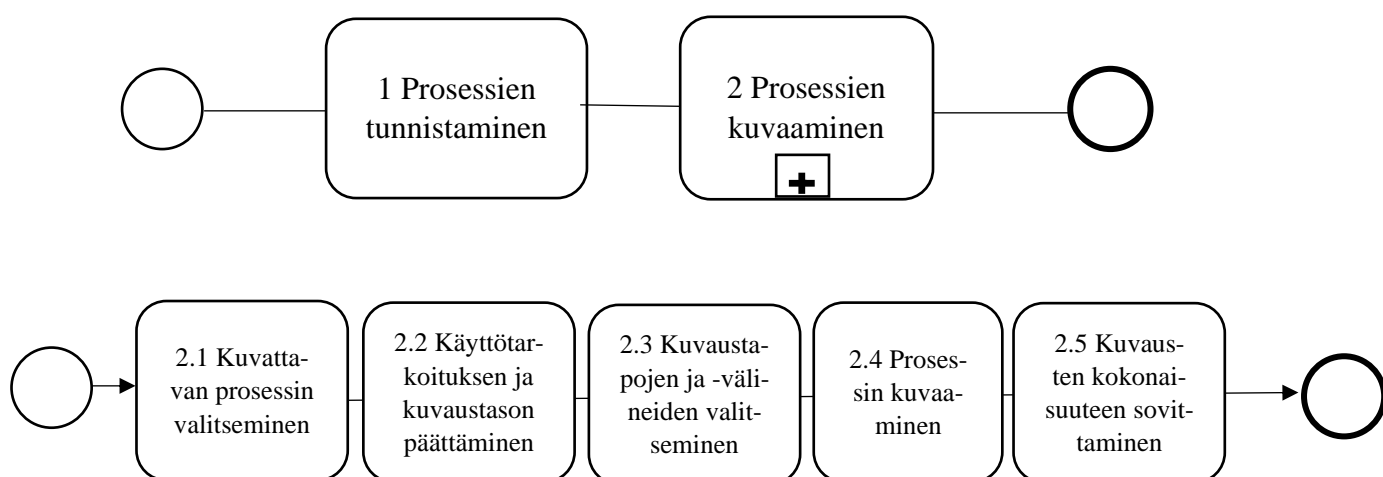 1 Prosessien
tunnistaminen
2 Prosessien
kuvaaminen
2.1 Kuvatta-
van prosessin
valitseminen
2.2 Käyttötar-
koituksen ja
kuvaustason
päättäminen
2.3 Kuvausta-
pojen ja -väli-
neiden valit-
seminen
2.4 Proses-
sin kuvaa-
minen
2.5 Kuvaus-
ten kokonai-
suuteen sovit-
taminen